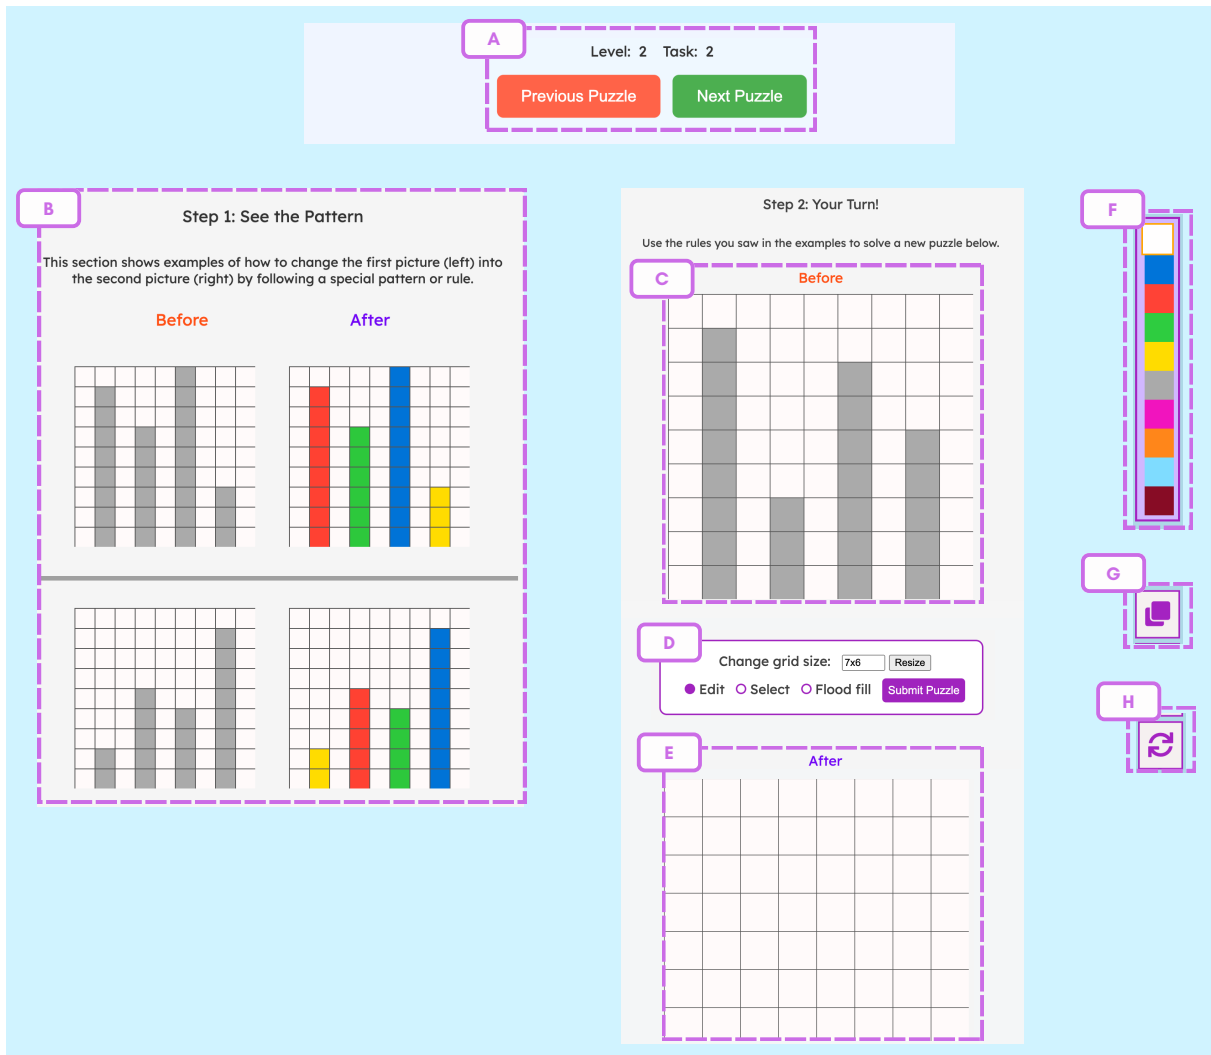 A
Level: 2 Task: 2
Previous Puzzle Next Puzzle
B
Step 1: See the Pattern
This section shows examples of how to change the first picture (left) into
the second picture (right) by following a special pattern or rule.
Before After
Step 2: Your Turn!
Use the rules you saw in the examples to solve a new puzzle below.
C
Before
D
Change grid size: 7x6 Resize
Edit Select Flood fill Submit Puzzle
E
After
F
G
H